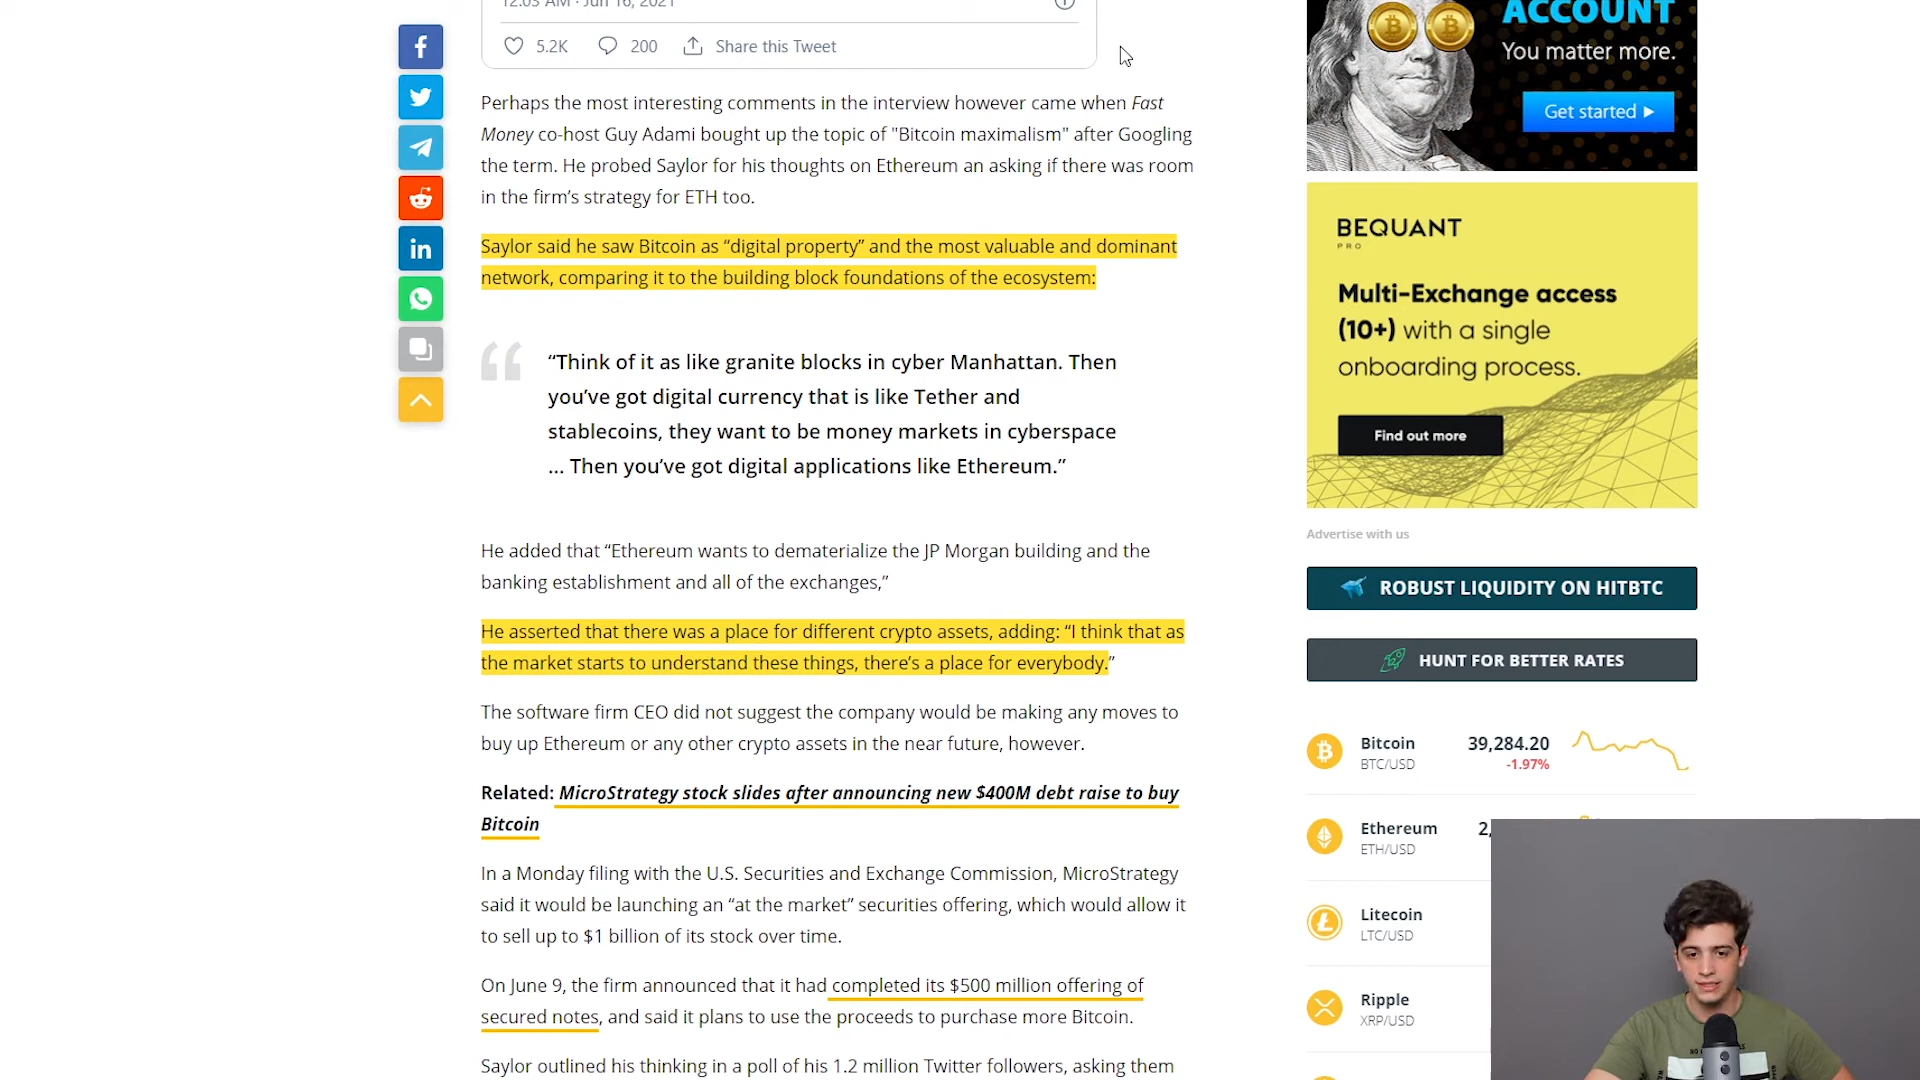 12:03 AM · Jun 16, 2021
5.2K 200 Share this Tweet
Perhaps the most interesting comments in the interview however came when Fast
Money co-host Guy Adami bought up the topic of "Bitcoin maximalism" after Googling
the term. He probed Saylor for his thoughts on Ethereum an asking if there was room
in the firm’s strategy for ETH too.
Saylor said he saw Bitcoin as “digital property” and the most valuable and dominant
network, comparing it to the building block foundations of the ecosystem:
“Think of it as like granite blocks in cyber Manhattan. Then
you’ve got digital currency that is like Tether and
stablecoins, they want to be money markets in cyberspace
... Then you’ve got digital applications like Ethereum.”
He added that “Ethereum wants to dematerialize the JP Morgan building and the
banking establishment and all of the exchanges,”
He asserted that there was a place for different crypto assets, adding: “I think that as
the market starts to understand these things, there’s a place for everybody.”
The software firm CEO did not suggest the company would be making any moves to
buy up Ethereum or any other crypto assets in the near future, however.
Related: MicroStrategy stock slides after announcing new $400M debt raise to buy
Bitcoin
In a Monday filing with the U.S. Securities and Exchange Commission, MicroStrategy
said it would be launching an “at the market” securities offering, which would allow it
to sell up to $1 billion of its stock over time.
On June 9, the firm announced that it had completed its $500 million offering of
secured notes, and said it plans to use the proceeds to purchase more Bitcoin.
Saylor outlined his thinking in a poll of his 1.2 million Twitter followers, asking them
ACCOUNT
You matter more.
Get started
BEQUANT
PRO
Multi-Exchange access
(10+) with a single
onboarding process.
Find out more
Advertise with us
ROBUST LIQUIDITY ON HITBTC
HUNT FOR BETTER RATES
Bitcoin 39,284.20
BTC/USD -1.97%
Ethereum 2,
ETH/USD
Litecoin
LTC/USD
Ripple
XRP/USD